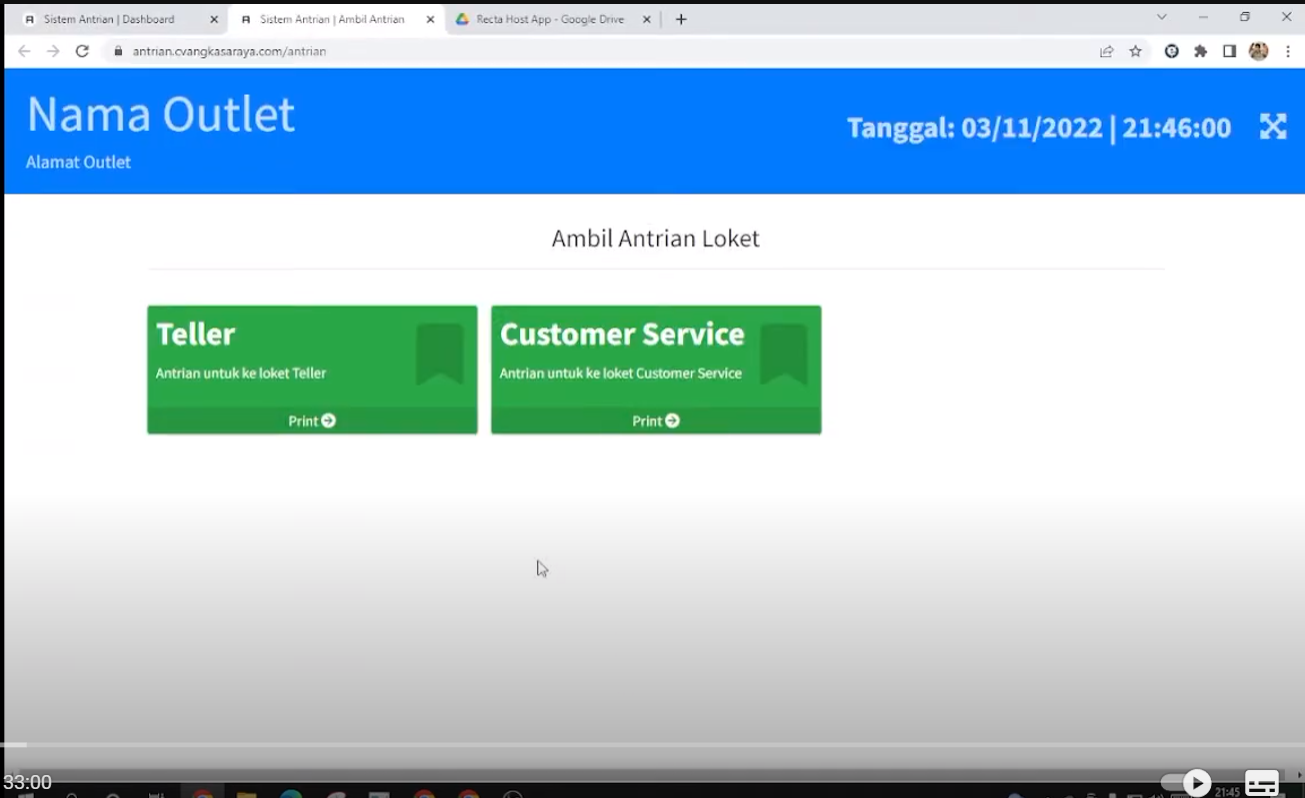 Sistem Antrian | Dashboard
Sistem Antrian | Ambil Antrian
Recta Host App - Google Drive
antrian.cvangkasaraya.com/antrian
Nama Outlet
Alamat Outlet
Tanggal: 03/11/2022 | 21:46:00
Ambil Antrian Loket
Teller
Antrian untuk ke loket Teller
Print
Customer Service
Antrian untuk ke loket Customer Service
Print
33:00
21:45